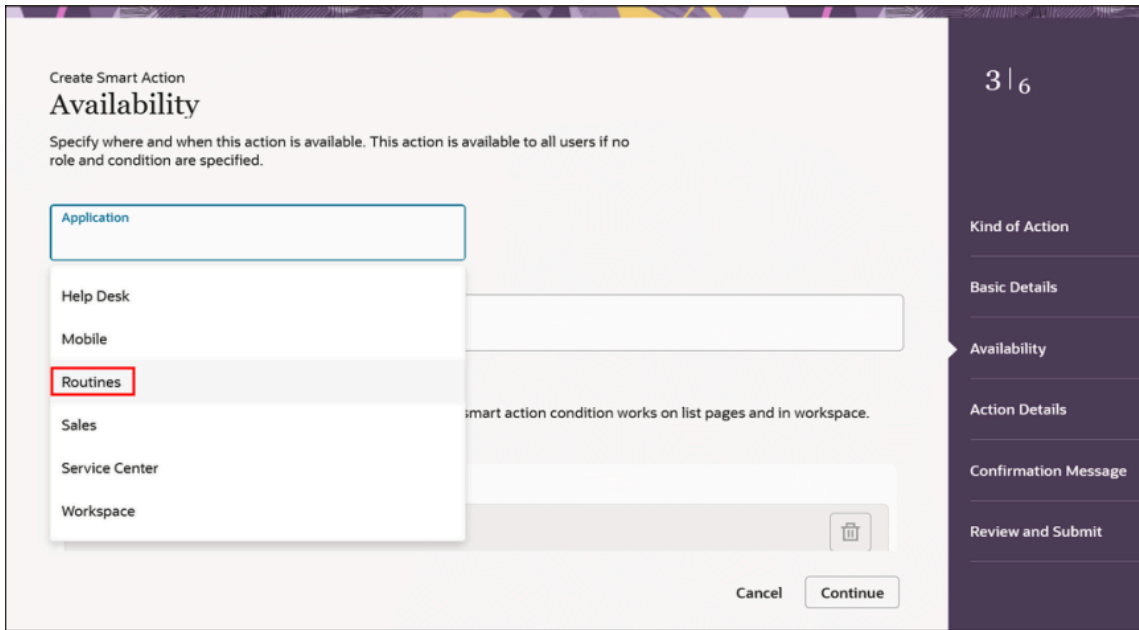 Create Smart Action
Availability
Specify where and when this action is available. This action is available to all users if no
role and condition are specified.
Application
Help Desk
Mobile
Routines
Sales
smart action condition works on list pages and in workspace.
Service Center
Workspace
Cancel
Continue
3|6
Kind of Action
Basic Details
Availability
Action Details
Confirmation Message
Review and Submit